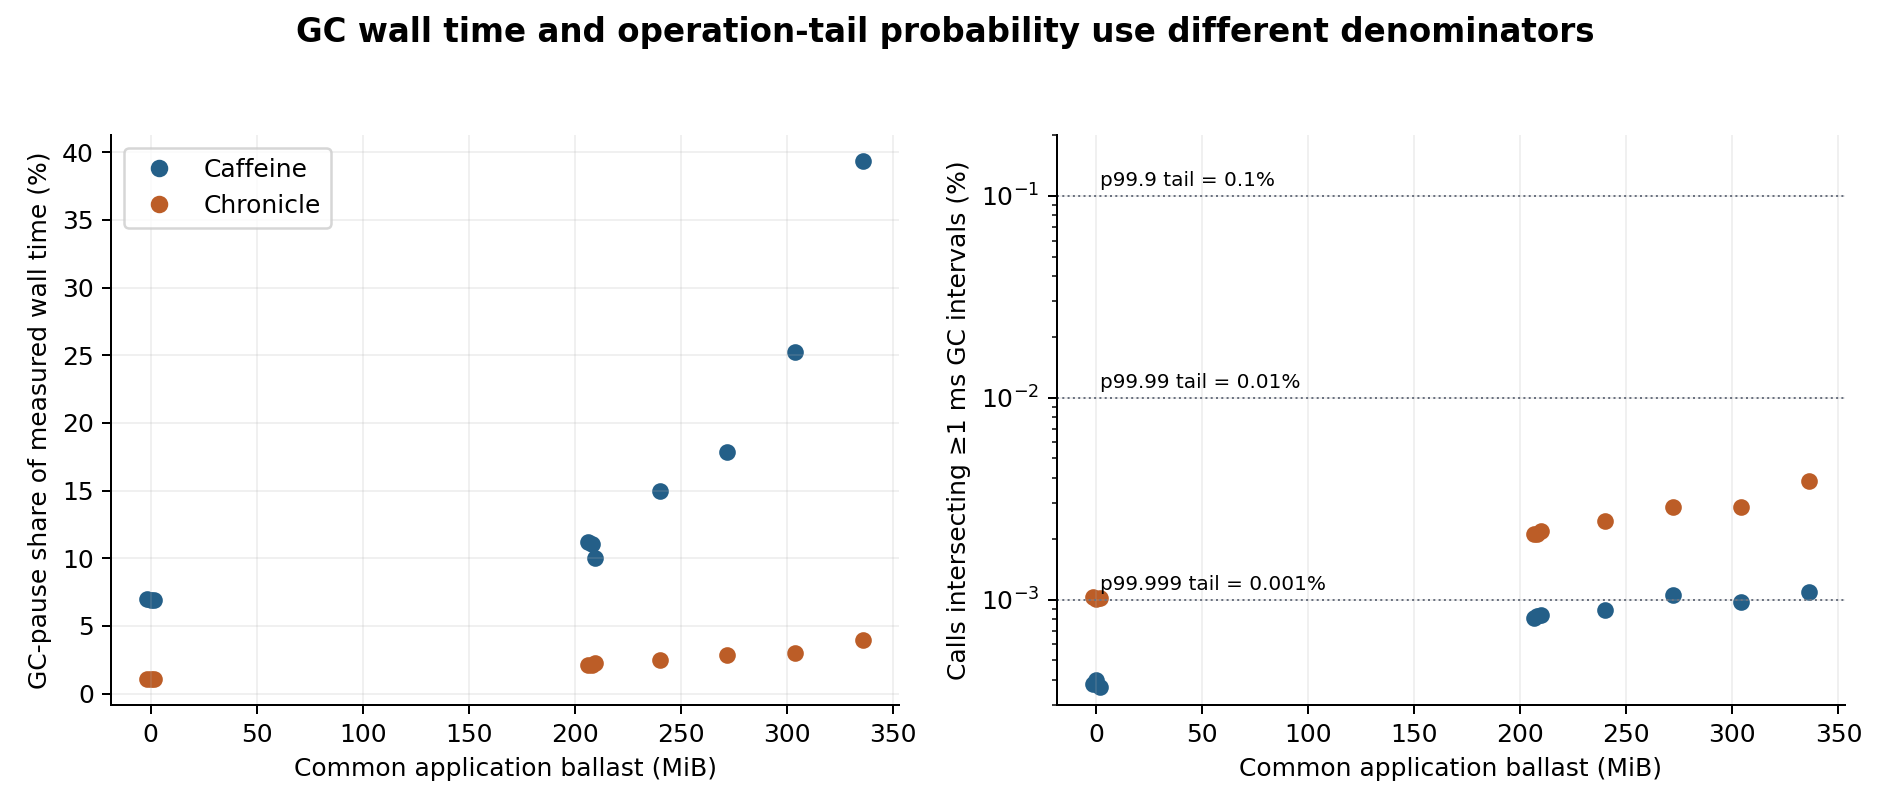 GC wall time and operation-tail probability use different denominators
GC-pause share of measured wall time (%)
40
35
30
25
20
15
10
5
0
Caffeine
Chronicle
0 50 100 150 200 250 300 350
Common application ballast (MiB)
Calls intersecting ≥1 ms GC intervals (%)
10⁻¹
10⁻²
10⁻³
p99.9 tail = 0.1%
p99.99 tail = 0.01%
p99.999 tail = 0.001%
0 50 100 150 200 250 300 350
Common application ballast (MiB)